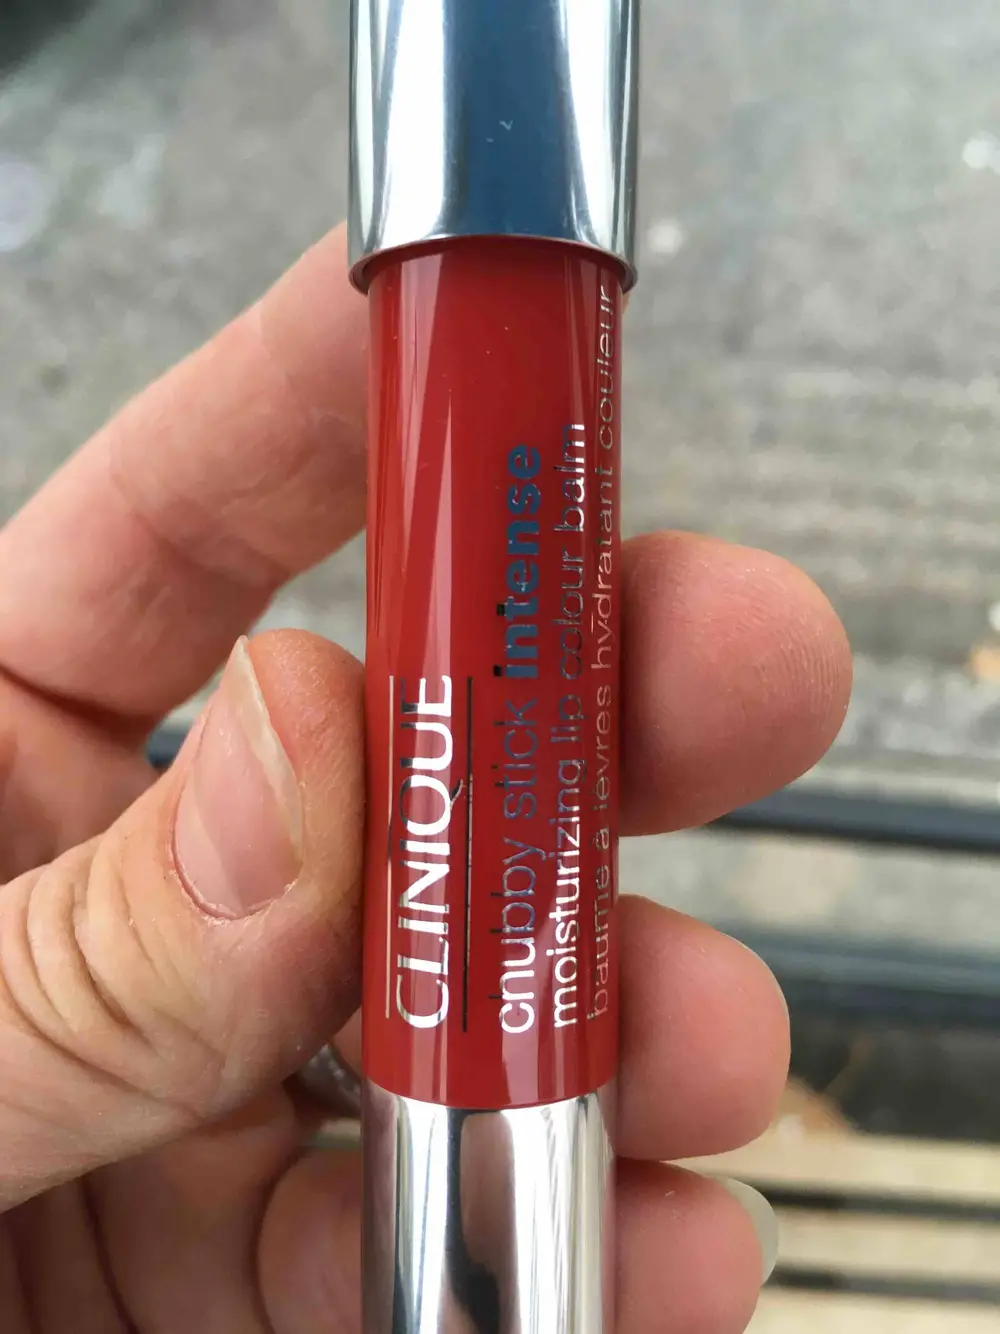 CLINIQUE
chubby stick intense
moisturizing lip colour balm
baume à lèvres hydratant couleur